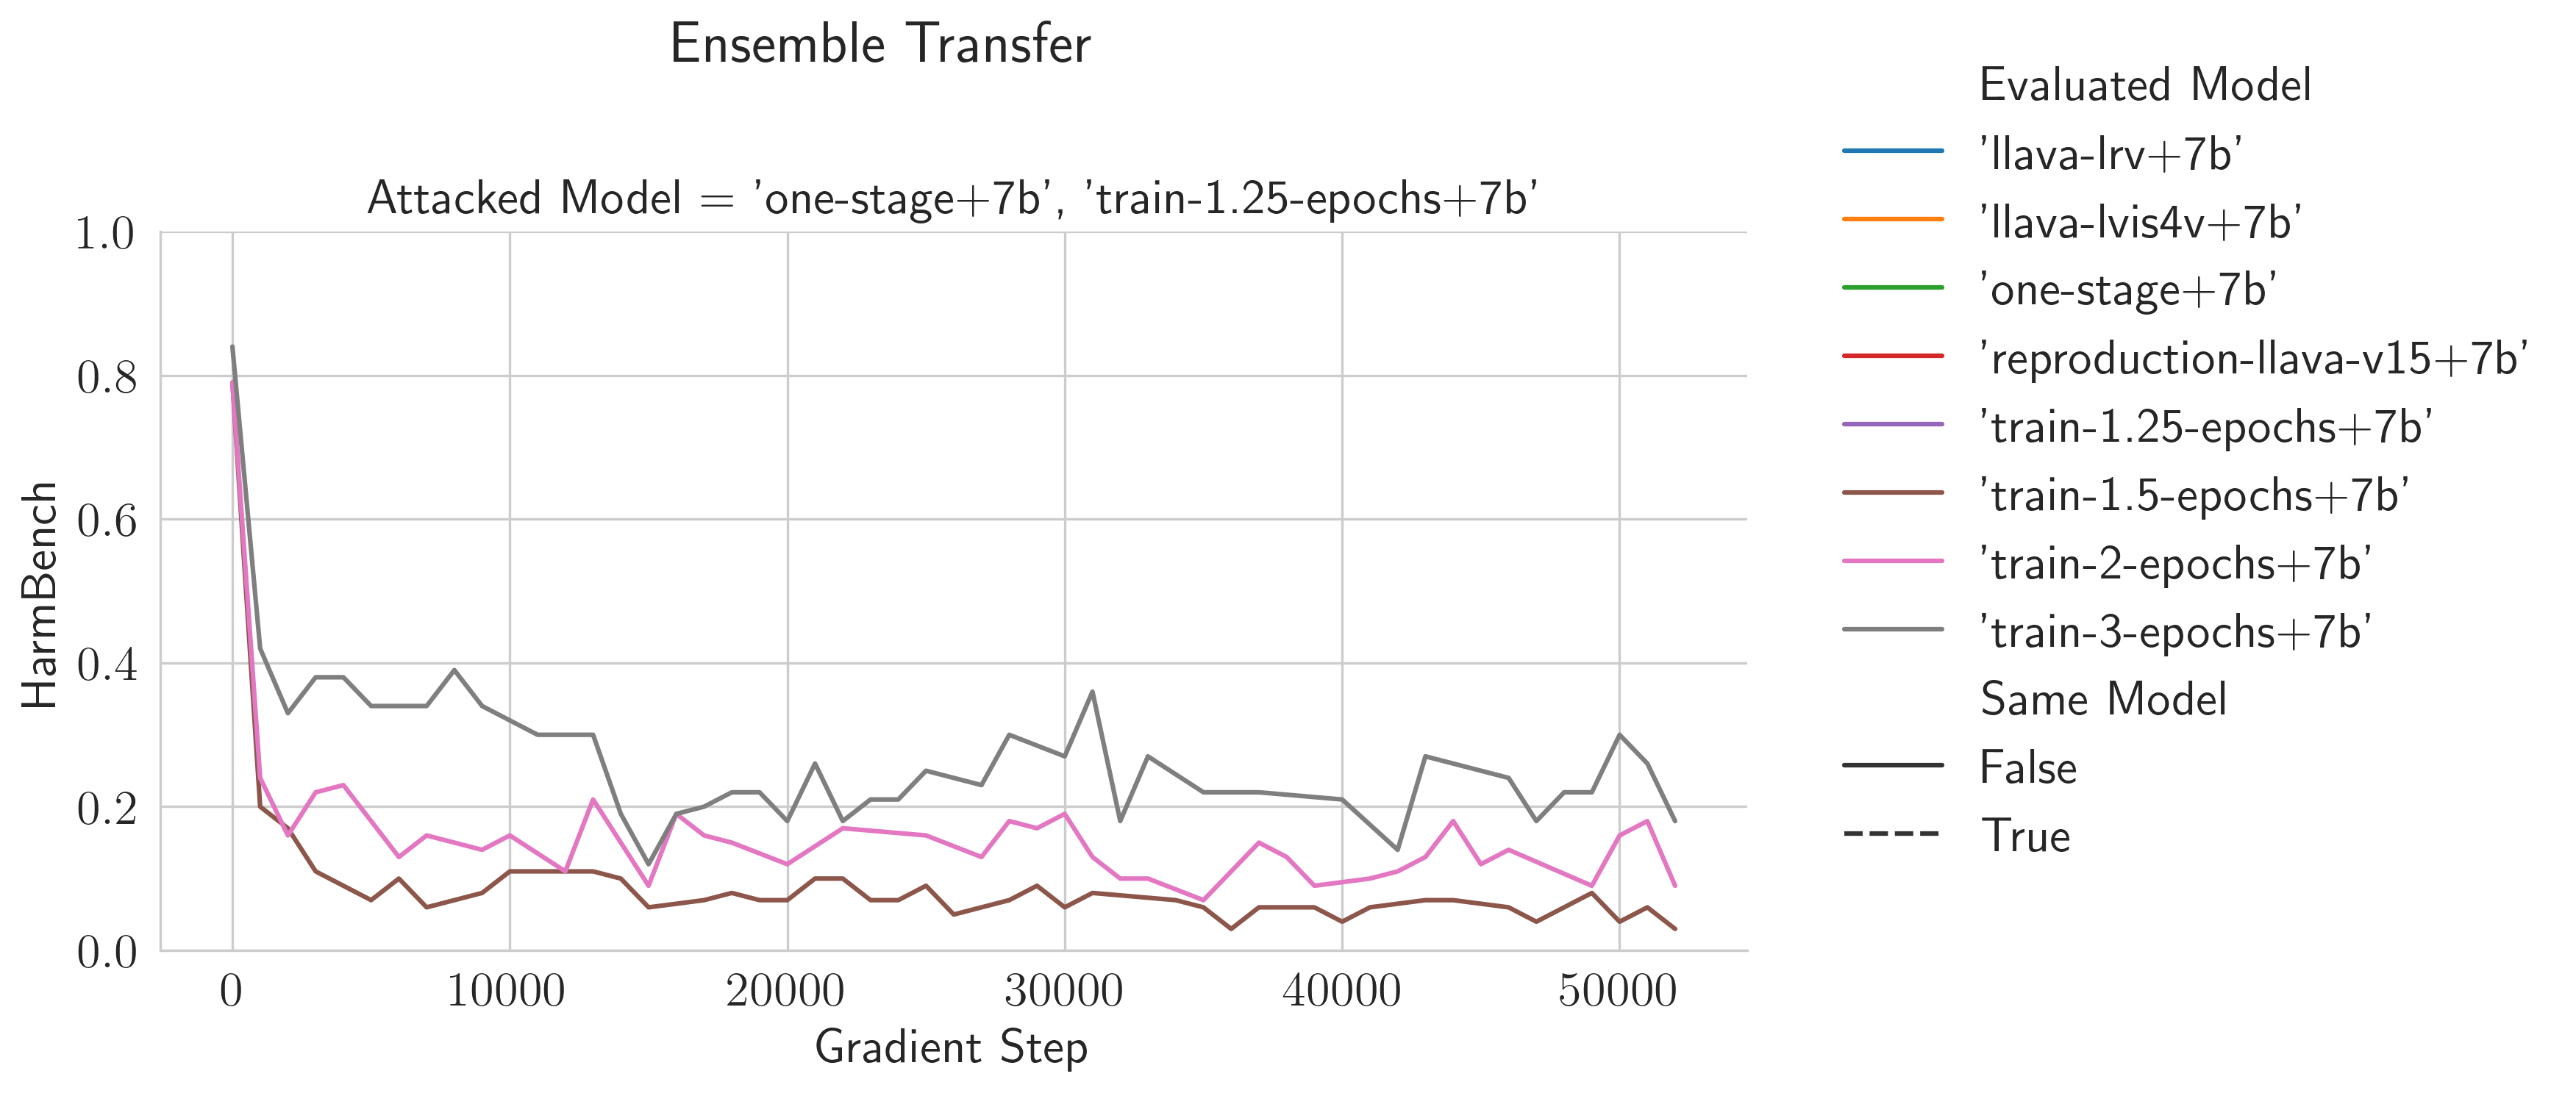 Ensemble Transfer
Attacked Model = 'one-stage+7b', 'train-1.25-epochs+7b'
1.0
0.8
0.6
0.4
0.2
0.0
HarmBench
0 10000 20000 30000 40000 50000
Gradient Step
Evaluated Model
'llava-lrv+7b'
'llava-lvis4v+7b'
'one-stage+7b'
'reproduction-llava-v15+7b'
'train-1.25-epochs+7b'
'train-1.5-epochs+7b'
'train-2-epochs+7b'
'train-3-epochs+7b'
Same Model
False
True